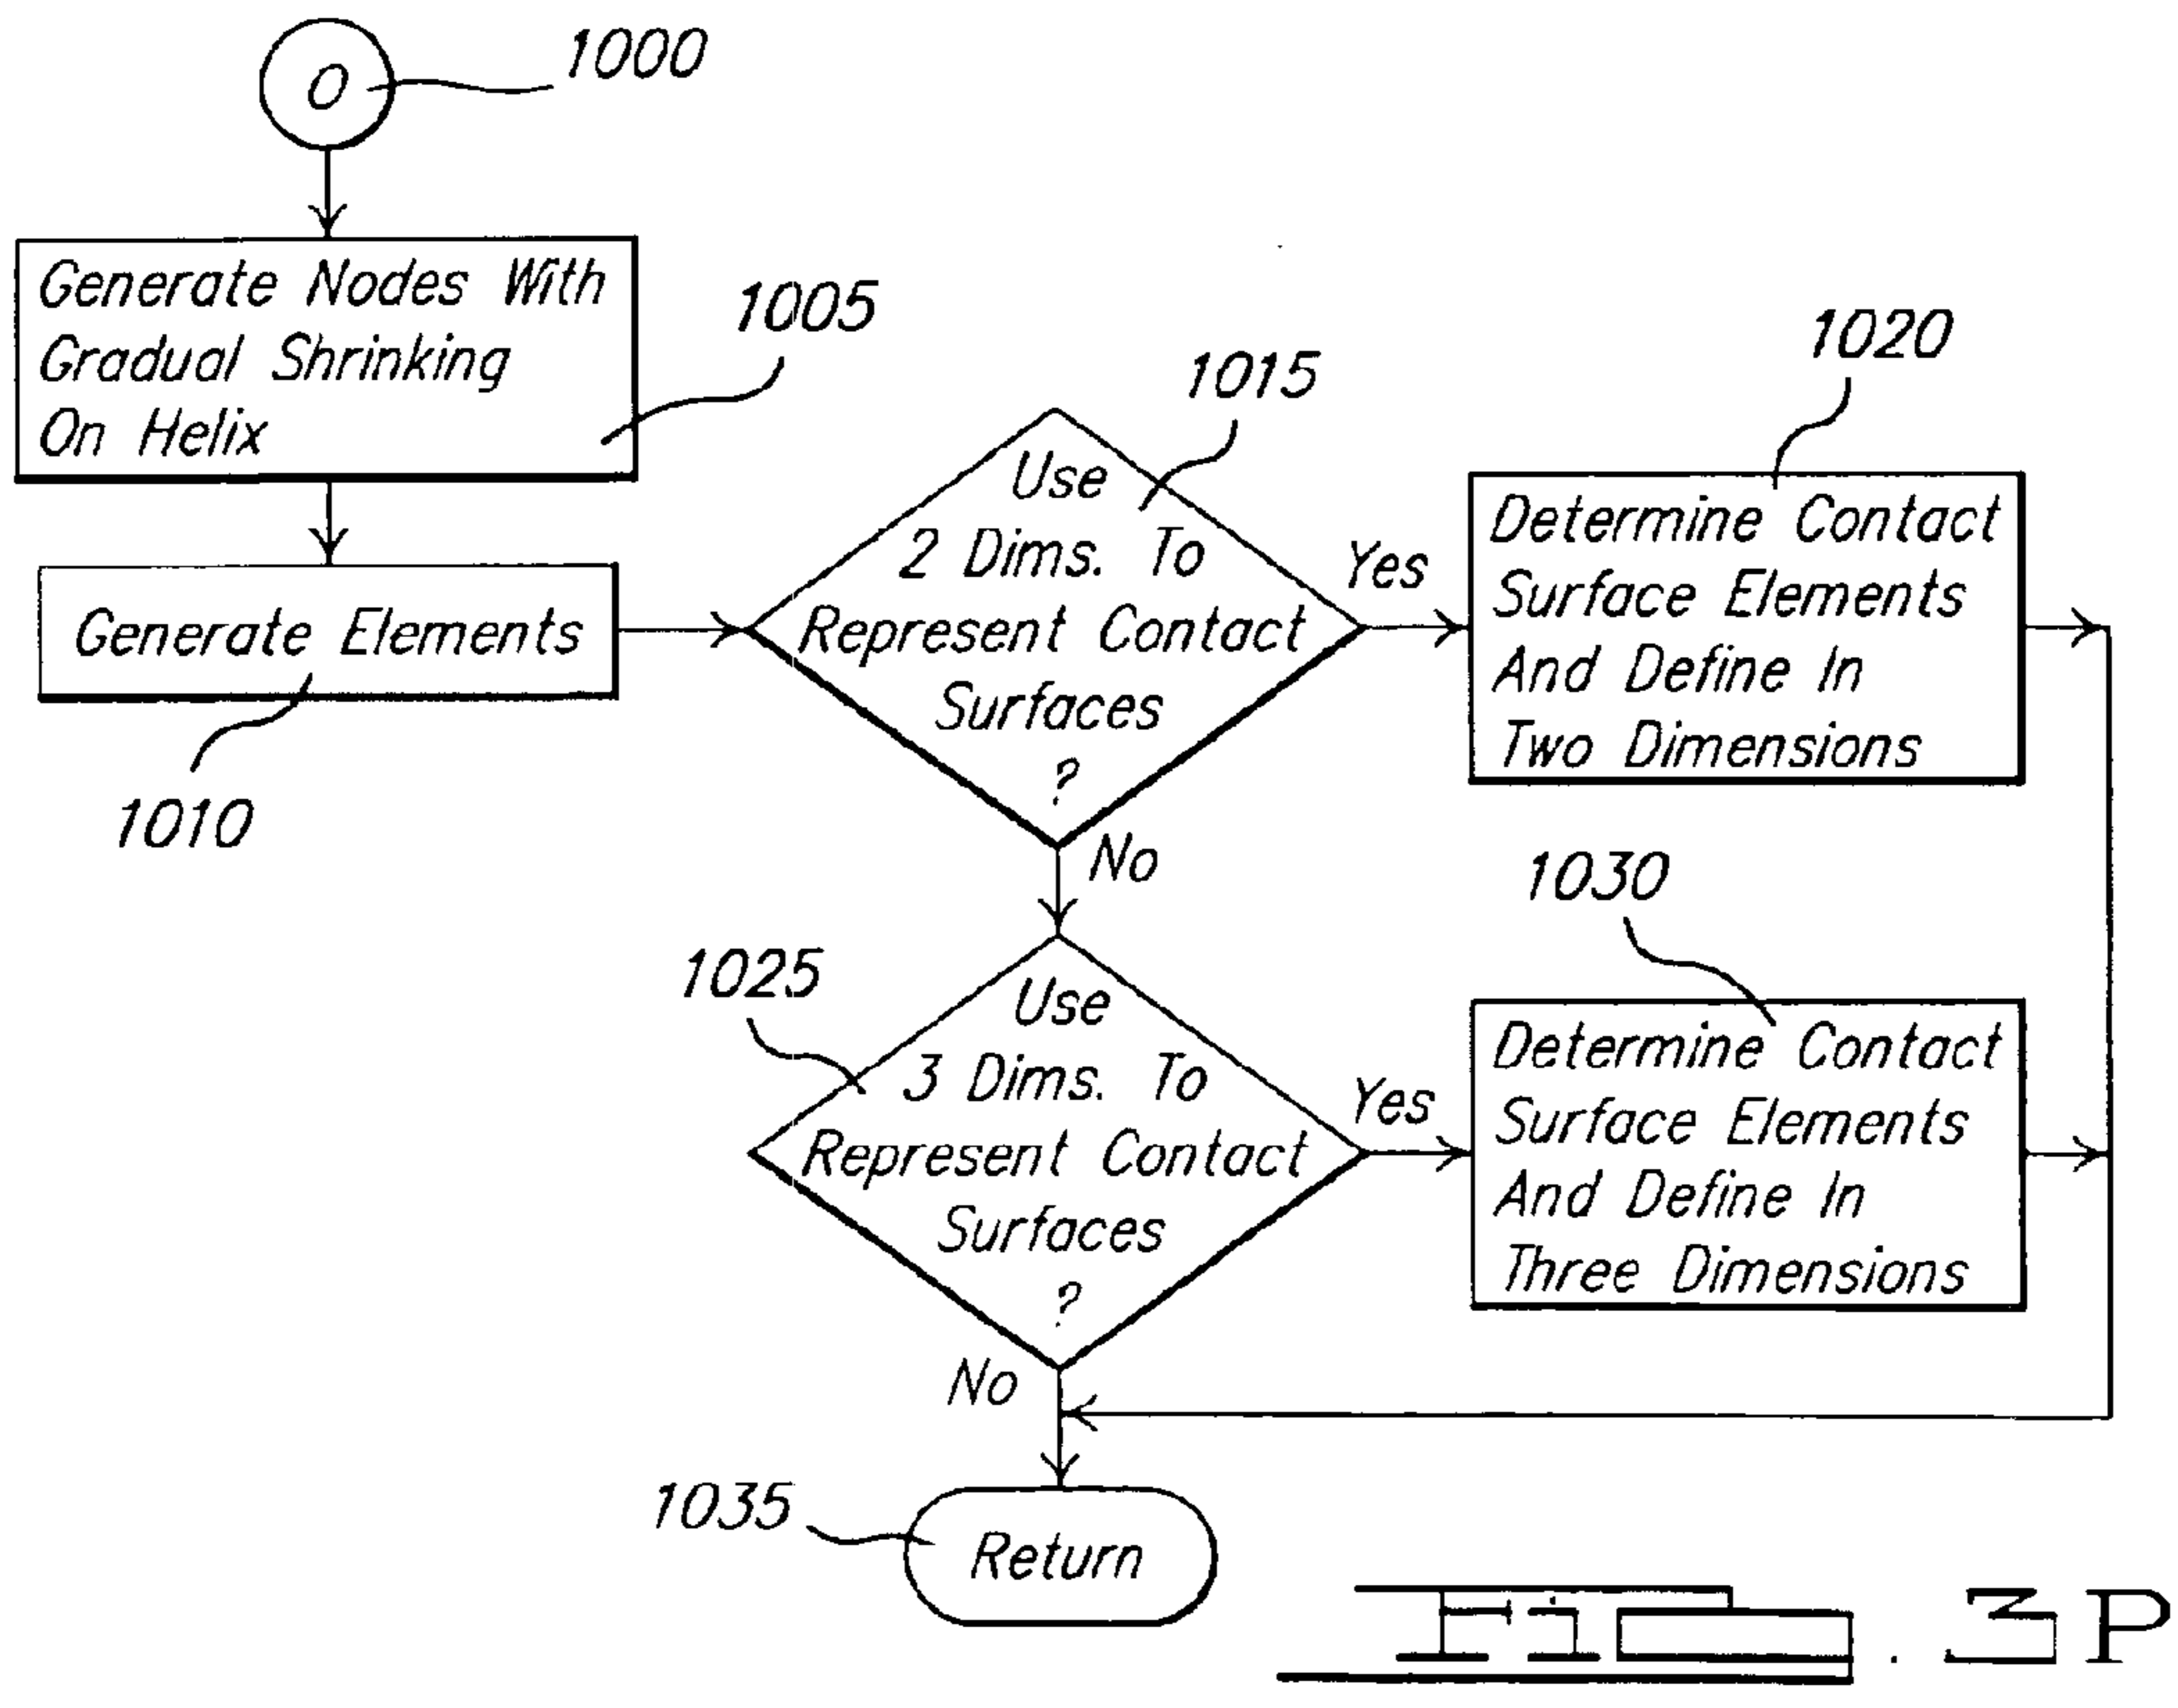 O
1000
Generate Nodes With
Gradual Shrinking
On Helix
1005
Generate Elements
1010
Use
2 Dims. To
Represent Contact
Surfaces
?
1015
Yes
No
1020
Determine Contact
Surface Elements
And Define In
Two Dimensions
1025
Use
3 Dims. To
Represent Contact
Surfaces
?
Yes
No
1030
Determine Contact
Surface Elements
And Define In
Three Dimensions
1035
Return
FIG. 3P